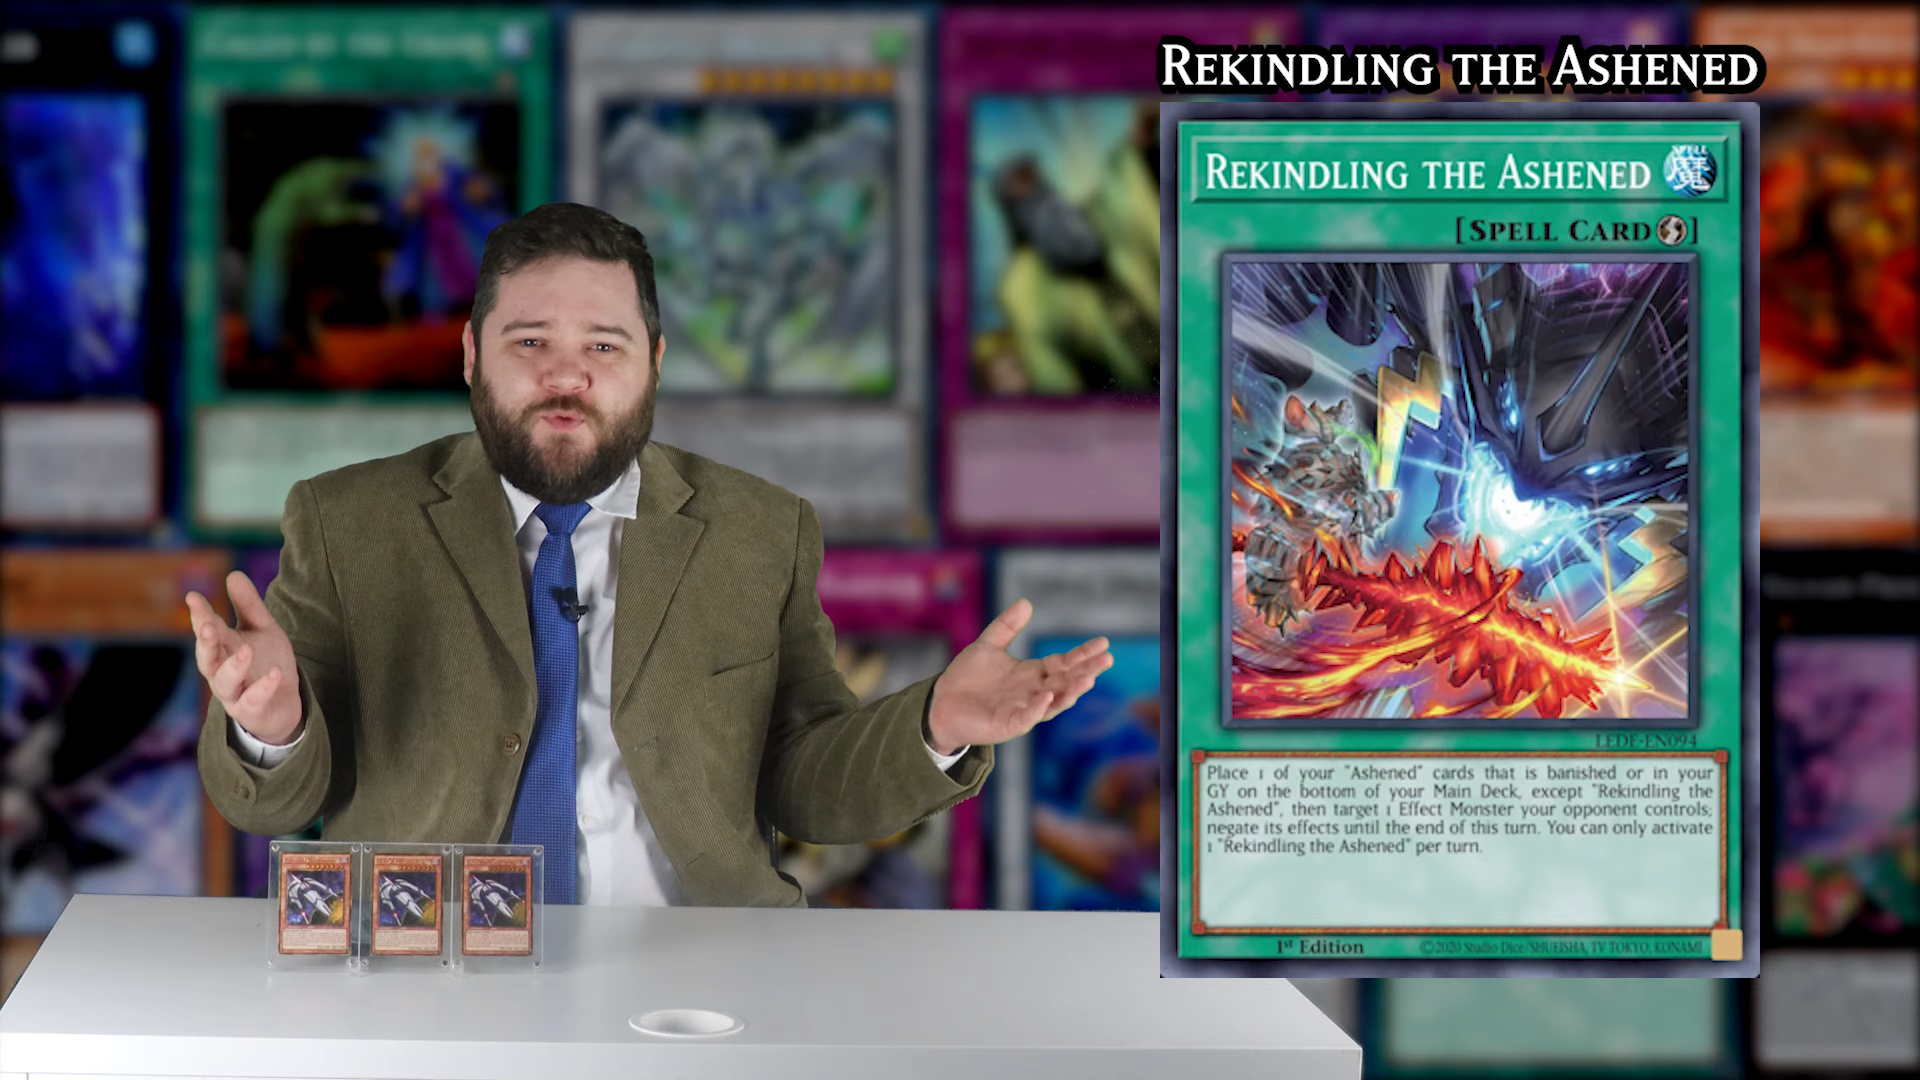 REKINDLING THE ASHENED
REKINDLING THE ASHENED
SPELL
魔
[SPELL CARD]
LEDE-EN094
Place 1 of your "Ashened" cards that is banished or in your
GY on the bottom of your Main Deck, except "Rekindling the
Ashened", then target 1 Effect Monster your opponent controls;
negate its effects until the end of this turn. You can only activate
1 "Rekindling the Ashened" per turn.
1st Edition
©2020 Studio Dice/SHUEISHA, TV TOKYO, KONAMI